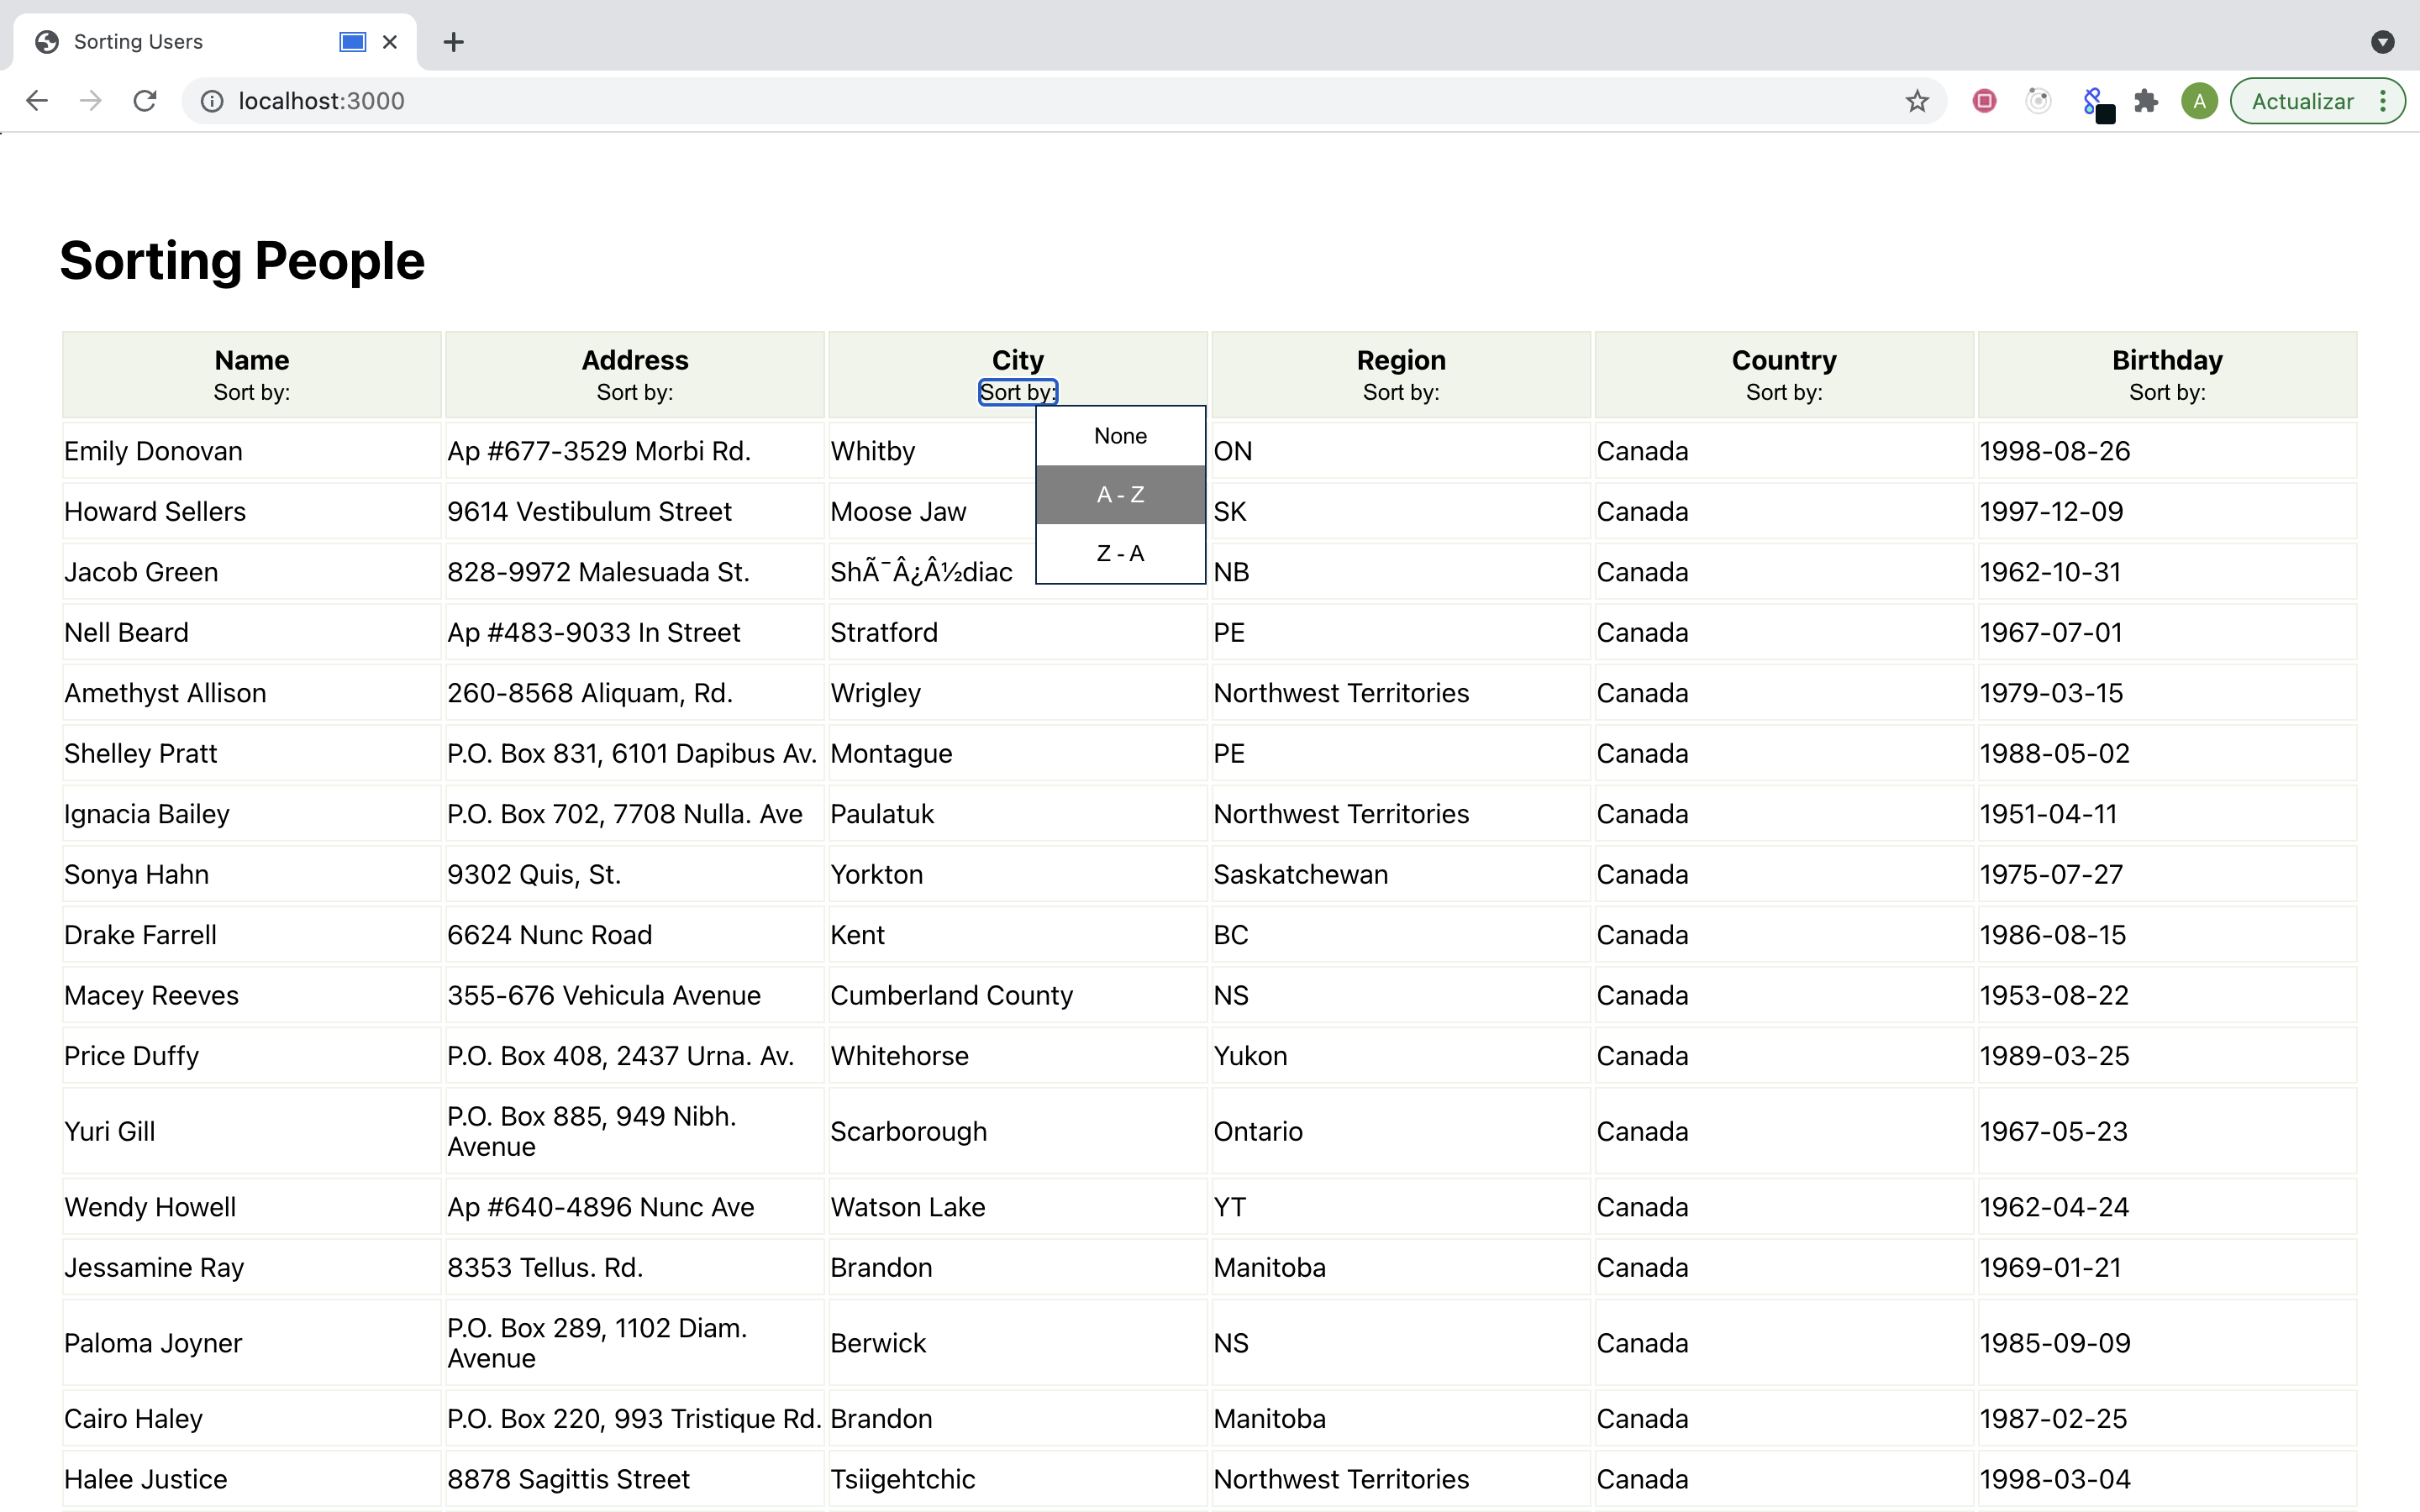 Sorting Users
localhost:3000
A
Actualizar
Sorting People
Name Address City Region Country Birthday
Sort by: Sort by: Sort by: Sort by: Sort by: Sort by:
None
A - Z
Z - A
Emily Donovan Ap #677-3529 Morbi Rd. Whitby ON Canada 1998-08-26
Howard Sellers 9614 Vestibulum Street Moose Jaw SK Canada 1997-12-09
Jacob Green 828-9972 Malesuada St. ShÃ¯Â¿Â½diac NB Canada 1962-10-31
Nell Beard Ap #483-9033 In Street Stratford PE Canada 1967-07-01
Amethyst Allison 260-8568 Aliquam, Rd. Wrigley Northwest Territories Canada 1979-03-15
Shelley Pratt P.O. Box 831, 6101 Dapibus Av. Montague PE Canada 1988-05-02
Ignacia Bailey P.O. Box 702, 7708 Nulla. Ave Paulatuk Northwest Territories Canada 1951-04-11
Sonya Hahn 9302 Quis, St. Yorkton Saskatchewan Canada 1975-07-27
Drake Farrell 6624 Nunc Road Kent BC Canada 1986-08-15
Macey Reeves 355-676 Vehicula Avenue Cumberland County NS Canada 1953-08-22
Price Duffy P.O. Box 408, 2437 Urna. Av. Whitehorse Yukon Canada 1989-03-25
Yuri Gill P.O. Box 885, 949 Nibh. Avenue Scarborough Ontario Canada 1967-05-23
Wendy Howell Ap #640-4896 Nunc Ave Watson Lake YT Canada 1962-04-24
Jessamine Ray 8353 Tellus. Rd. Brandon Manitoba Canada 1969-01-21
Paloma Joyner P.O. Box 289, 1102 Diam. Avenue Berwick NS Canada 1985-09-09
Cairo Haley P.O. Box 220, 993 Tristique Rd. Brandon Manitoba Canada 1987-02-25
Halee Justice 8878 Sagittis Street Tsiigehtchic Northwest Territories Canada 1998-03-04